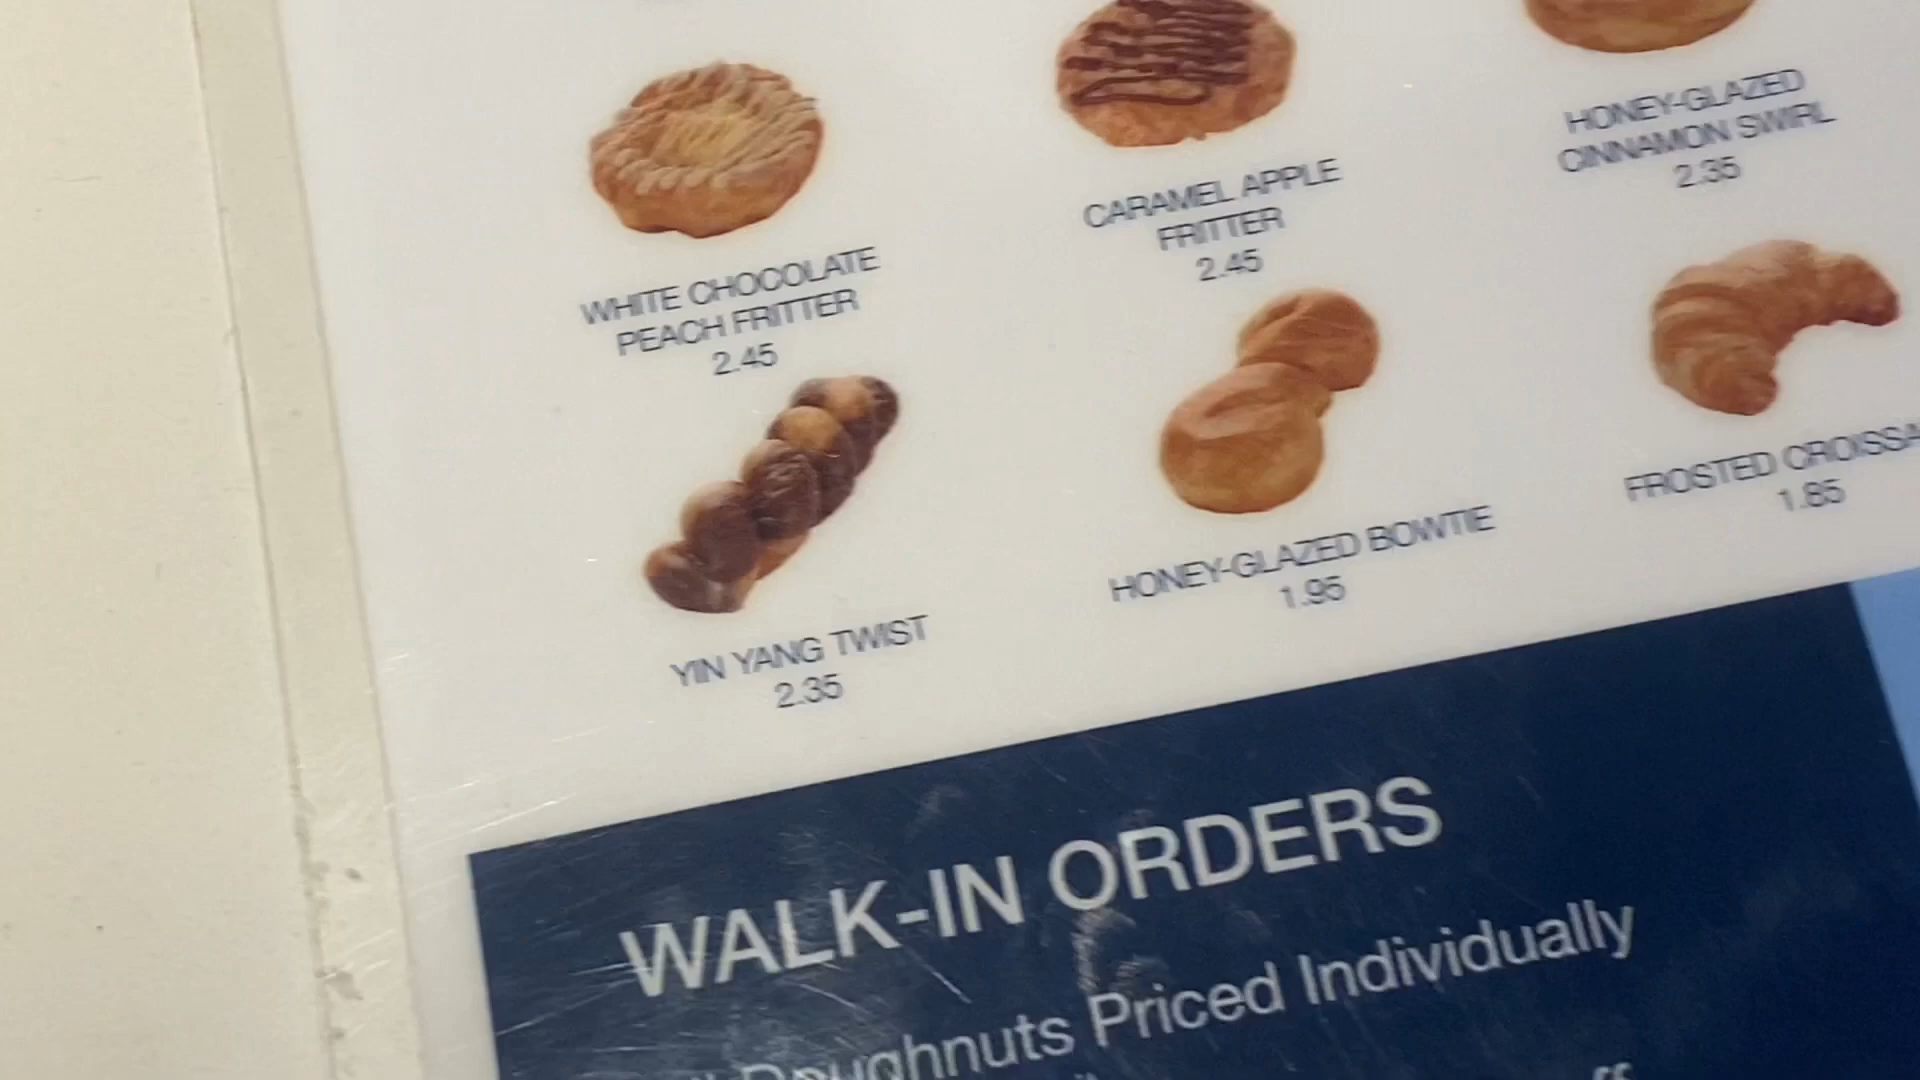 WHITE CHOCOLATE
PEACH FRITTER
2.45
CARAMEL APPLE
FRITTER
2.45
HONEY-GLAZED
CINNAMON SWIRL
2.35
YIN YANG TWIST
2.35
HONEY-GLAZED BOWTIE
1.95
FROSTED CROISSA
1.85
WALK-IN ORDERS
Doughnuts Priced Individually